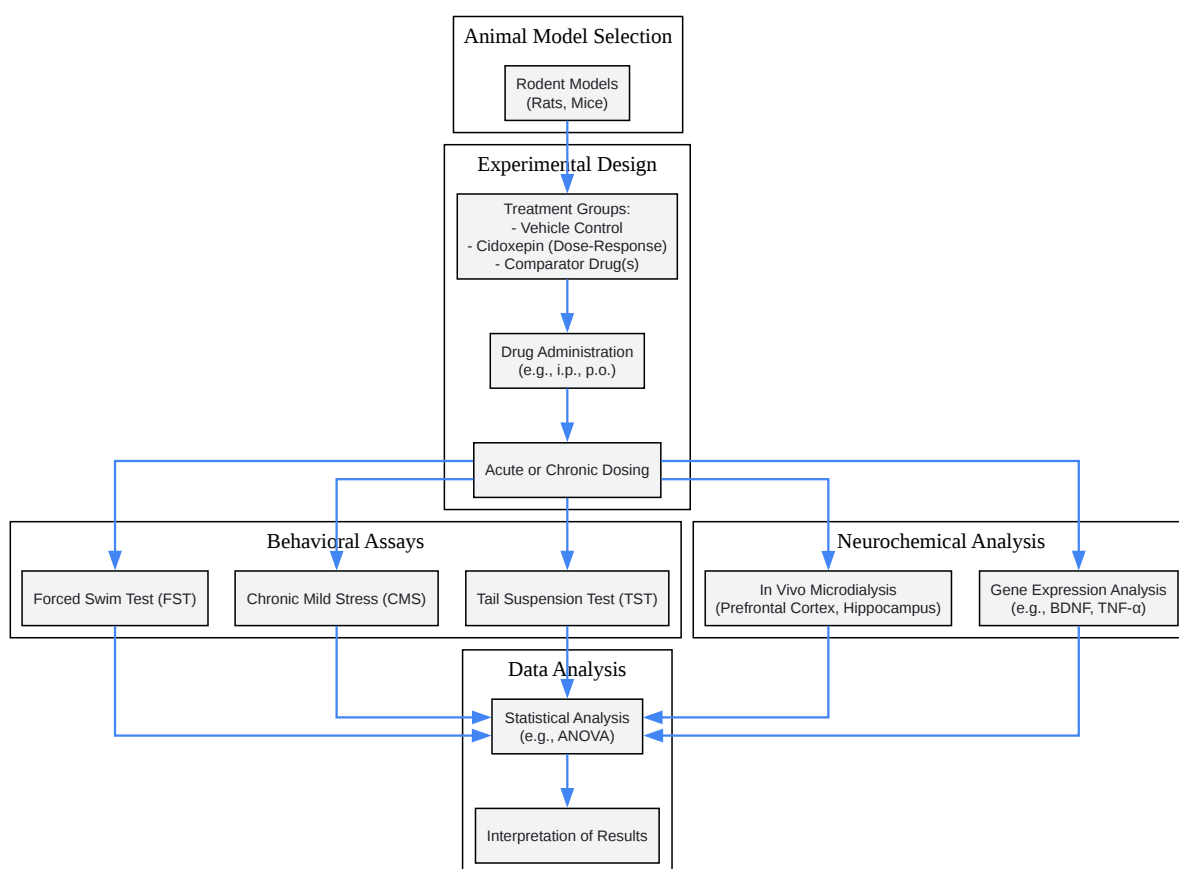 Animal Model Selection
Rodent Models
(Rats, Mice)
Experimental Design
Treatment Groups:
- Vehicle Control
- Cidoxepin (Dose-Response)
- Comparator Drug(s)
Drug Administration
(e.g., i.p., p.o.)
Acute or Chronic Dosing
Behavioral Assays
Forced Swim Test (FST)
Chronic Mild Stress (CMS)
Tail Suspension Test (TST)
Neurochemical Analysis
In Vivo Microdialysis
(Prefrontal Cortex, Hippocampus)
Gene Expression Analysis
(e.g., BDNF, TNF-α)
Data Analysis
Statistical Analysis
(e.g., ANOVA)
Interpretation of Results